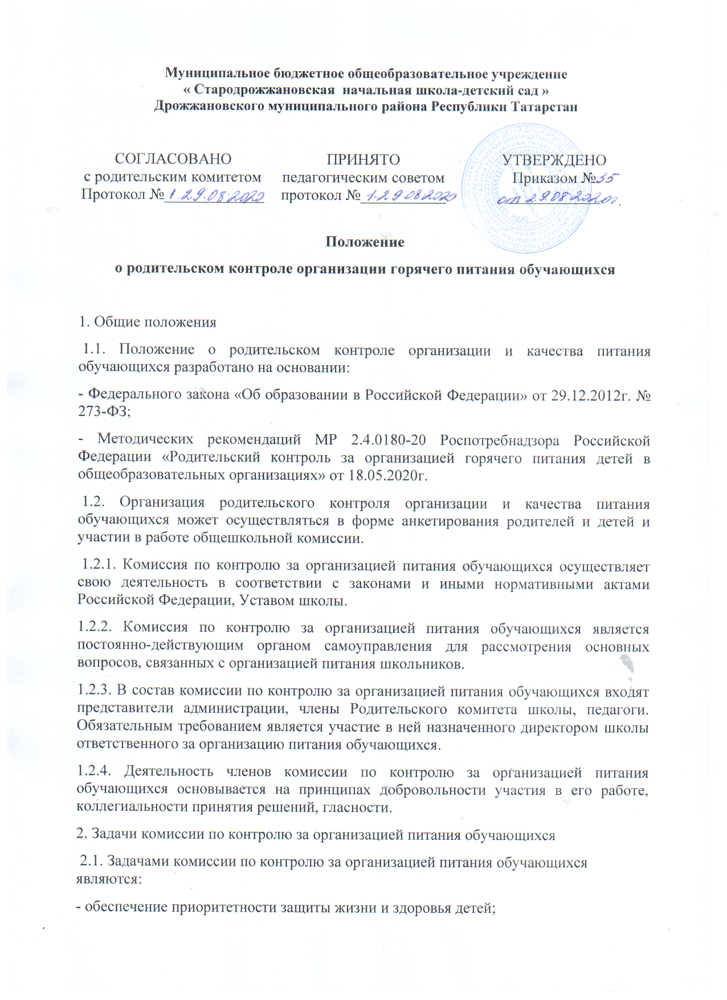 Муниципальное бюджетное общеобразовательное учреждение
« Стародрожжановская начальная школа-детский сад »
Дрожжановского муниципального района Республики Татарстан
СОГЛАСОВАНО ПРИНЯТО УТВЕРЖДЕНО
с родительским комитетом педагогическим советом Приказом №35
Протокол №1 29.08.2020 протокол №1 29 08 2020 от 29.08.2020г.
Положение
о родительском контроле организации горячего питания обучающихся
1. Общие положения
1.1. Положение о родительском контроле организации и качества питания
обучающихся разработано на основании:
- Федерального закона «Об образовании в Российской Федерации» от 29.12.2012г. №
273-ФЗ;
- Методических рекомендаций МР 2.4.0180-20 Роспотребнадзора Российской
Федерации «Родительский контроль за организацией горячего питания детей в
общеобразовательных организациях» от 18.05.2020г.
1.2. Организация родительского контроля организации и качества питания
обучающихся может осуществляться в форме анкетирования родителей и детей и
участии в работе общешкольной комиссии.
1.2.1. Комиссия по контролю за организацией питания обучающихся осуществляет
свою деятельность в соответствии с законами и иными нормативными актами
Российской Федерации, Уставом школы.
1.2.2. Комиссия по контролю за организацией питания обучающихся является
постоянно-действующим органом самоуправления для рассмотрения основных
вопросов, связанных с организацией питания школьников.
1.2.3. В состав комиссии по контролю за организацией питания обучающихся входят
представители администрации, члены Родительского комитета школы, педагоги.
Обязательным требованием является участие в ней назначенного директором школы
ответственного за организацию питания обучающихся.
1.2.4. Деятельность членов комиссии по контролю за организацией питания
обучающихся основывается на принципах добровольности участия в его работе,
коллегиальности принятия решений, гласности.
2. Задачи комиссии по контролю за организацией питания обучающихся
2.1. Задачами комиссии по контролю за организацией питания обучающихся
являются:
- обеспечение приоритетности защиты жизни и здоровья детей;